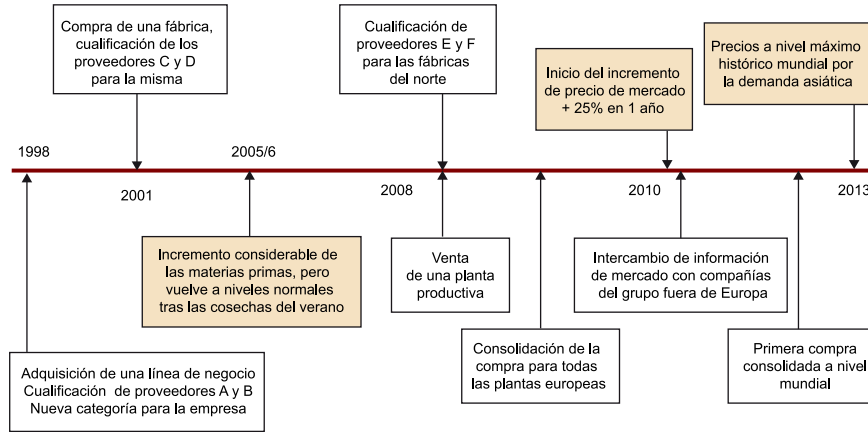 Compra de una fábrica,
cualificación de los
proveedores C y D
para la misma
Cualificación de
proveedores E y F
para las fábricas
del norte
Inicio del incremento
de precio de mercado
+ 25% en 1 año
Precios a nivel máximo
histórico mundial por
la demanda asiática
1998
2001
2005/6
2008
2010
2013
Incremento considerable de
las materias primas, pero
vuelve a niveles normales
tras las cosechas del verano
Venta
de una planta
productiva
Intercambio de información
de mercado con compañías
del grupo fuera de Europa
Adquisición de una línea de negocio
Cualificación de proveedores A y B
Nueva categoría para la empresa
Consolidación de la
compra para todas
las plantas europeas
Primera compra
consolidada a nivel
mundial